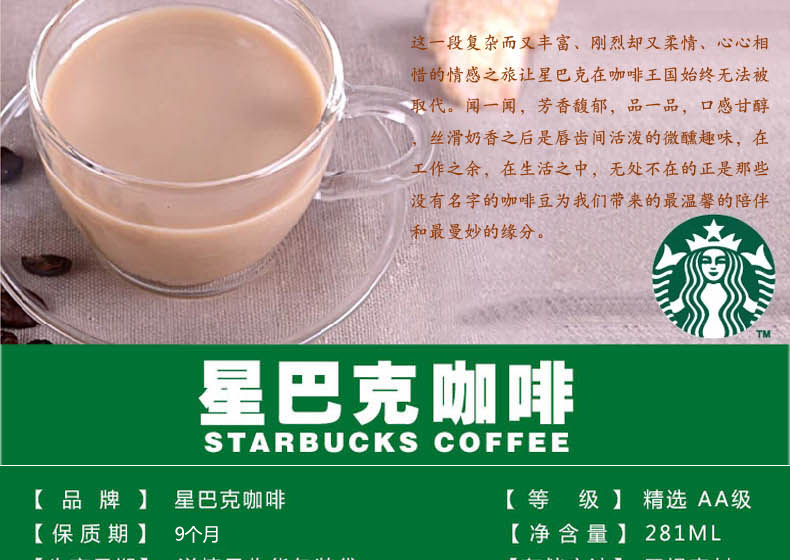 这一段复杂而又丰富、刚烈却又柔情、心心相
惜的情感之旅让星巴克在咖啡王国始终无法被
取代。闻一闻，芳香馥郁，品一品，口感甘醇
，丝滑奶香之后是唇齿间活泼的微醺趣味，在
工作之余，在生活之中，无处不在的正是那些
没有名字的咖啡豆为我们带来的最温馨的陪伴
和最曼妙的缘分。
TM
星巴克咖啡
STARBUCKS COFFEE
【 品 牌 】 星巴克咖啡 【 等 级 】 精选 AA级
【保质期】 9个月 【净含量】 281ML